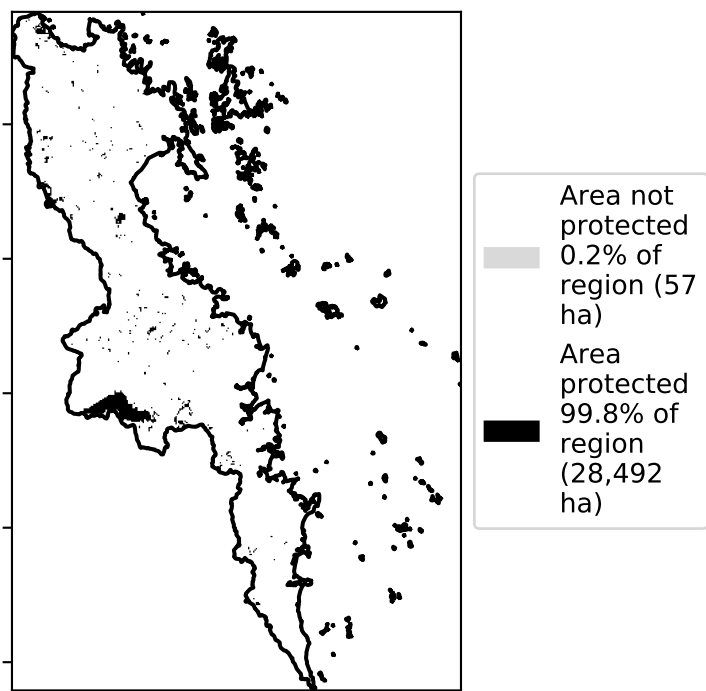 Area not
protected
0.2% of
region (57
ha)
Area
protected
99.8% of
region
(28,492
ha)